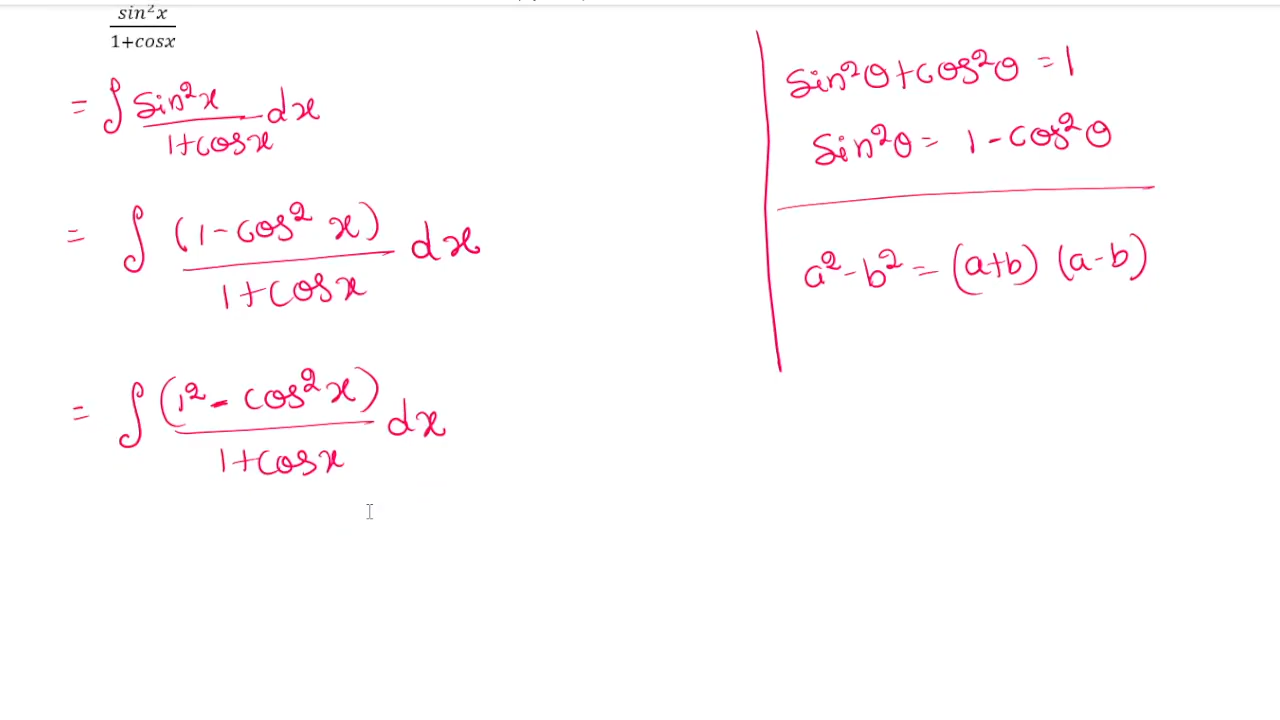 sin²x
1+cosx
= ∫ Sin²x dx
1+cosx
= ∫ (1-cos² x) dx
1+cosx
= ∫ (1² - cos²x) dx
1+cosx
Sin²θ+cos²θ =1
Sin²θ= 1-cos²θ
a²-b² = (a+b) (a-b)